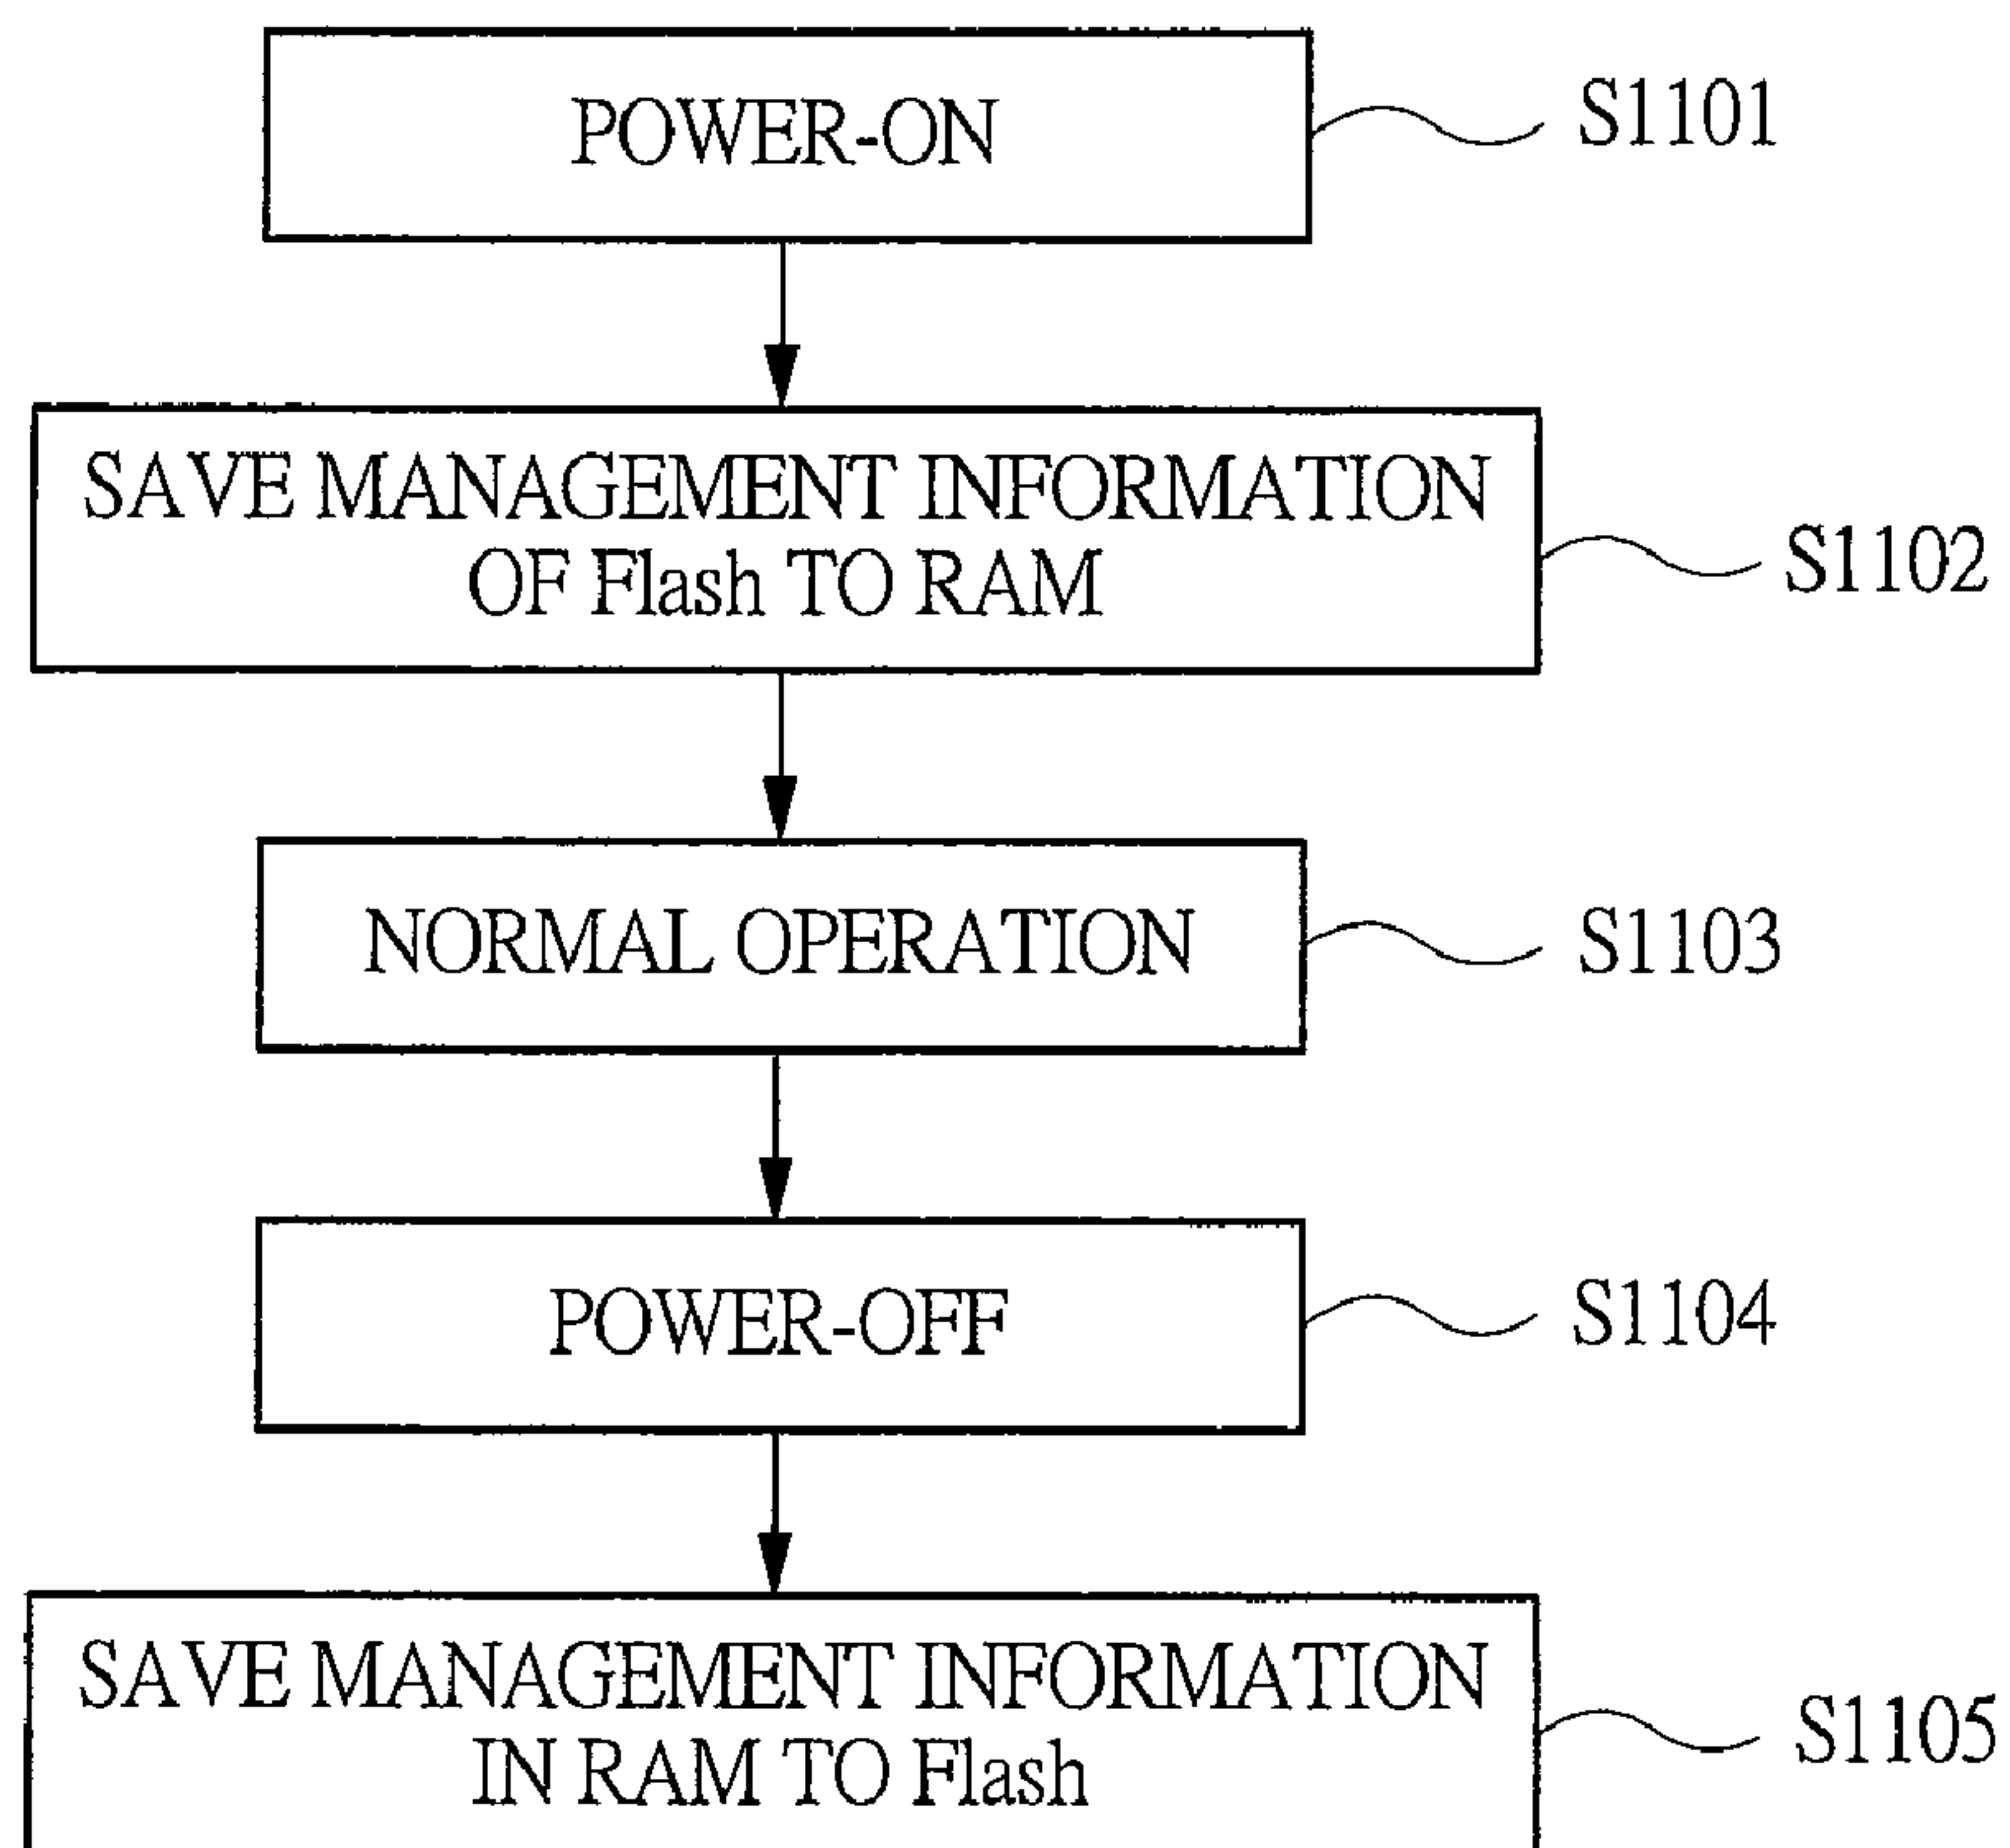 POWER-ON
S1101
SAVE MANAGEMENT INFORMATION
OF Flash TO RAM
S1102
NORMAL OPERATION
S1103
POWER-OFF
S1104
SAVE MANAGEMENT INFORMATION
IN RAM TO Flash
S1105